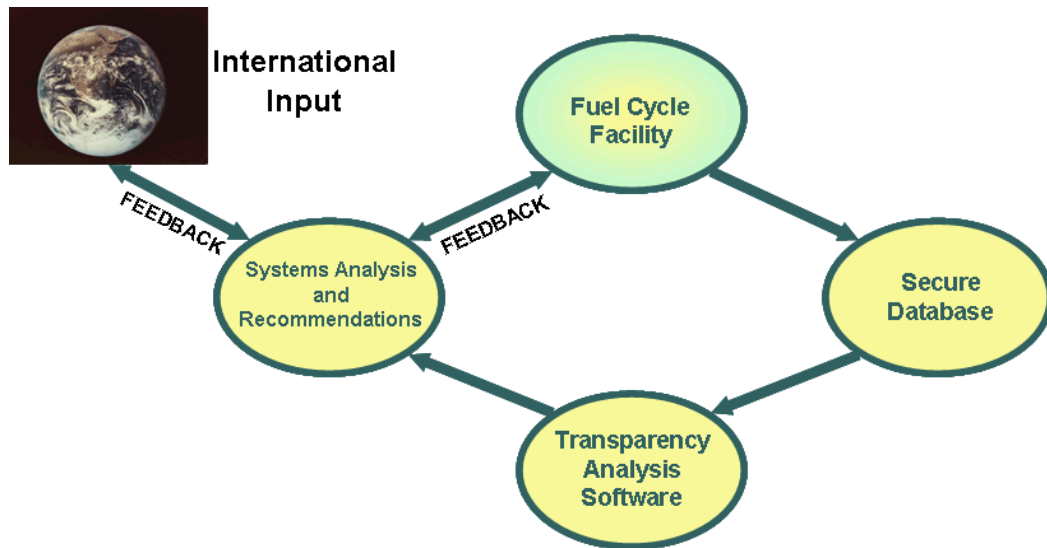 International
Input
Fuel Cycle
Facility
FEEDBACK
FEEDBACK
Systems Analysis
and
Recommendations
Secure
Database
Transparency
Analysis
Software